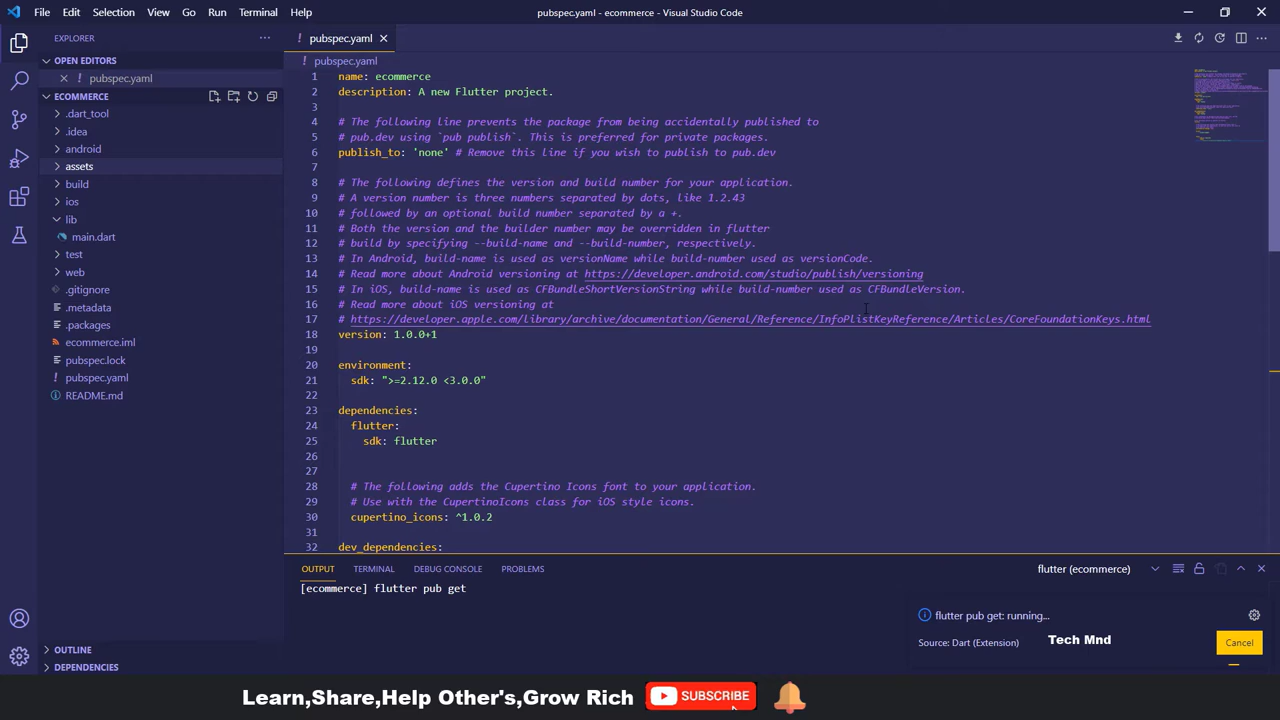 File Edit Selection View Go Run Terminal Help
pubspec.yaml - ecommerce - Visual Studio Code
EXPLORER
OPEN EDITORS
pubspec.yaml
ECOMMERCE
.dart_tool
.idea
android
assets
build
ios
lib
main.dart
test
web
.gitignore
.metadata
.packages
ecommerce.iml
pubspec.lock
pubspec.yaml
README.md
OUTLINE
DEPENDENCIES
! pubspec.yaml
! pubspec.yaml
1 name: ecommerce
2 description: A new Flutter project.
3
4 # The following line prevents the package from being accidentally published to
5 # pub.dev using `pub publish`. This is preferred for private packages.
6 publish_to: 'none' # Remove this line if you wish to publish to pub.dev
7
8 # The following defines the version and build number for your application.
9 # A version number is three numbers separated by dots, like 1.2.43
10 # followed by an optional build number separated by a +.
11 # Both the version and the builder number may be overridden in flutter
12 # build by specifying --build-name and --build-number, respectively.
13 # In Android, build-name is used as versionName while build-number used as versionCode.
14 # Read more about Android versioning at https://developer.android.com/studio/publish/versioning
15 # In iOS, build-name is used as CFBundleShortVersionString while build-number used as CFBundleVersion.
16 # Read more about iOS versioning at
17 # https://developer.apple.com/library/archive/documentation/General/Reference/InfoPlistKeyReference/Articles/CoreFoundationKeys.html
18 version: 1.0.0+1
19
20 environment:
21 sdk: ">=2.12.0 <3.0.0"
22
23 dependencies:
24 flutter:
25 sdk: flutter
26
27
28 # The following adds the Cupertino Icons font to your application.
29 # Use with the CupertinoIcons class for iOS style icons.
30 cupertino_icons: ^1.0.2
31
32 dev_dependencies:
OUTPUT TERMINAL DEBUG CONSOLE PROBLEMS
flutter (ecommerce)
[ecommerce] flutter pub get
flutter pub get: running...
Source: Dart (Extension)
Tech Mnd
Cancel
Learn,Share,Help Other's,Grow Rich
SUBSCRIBE